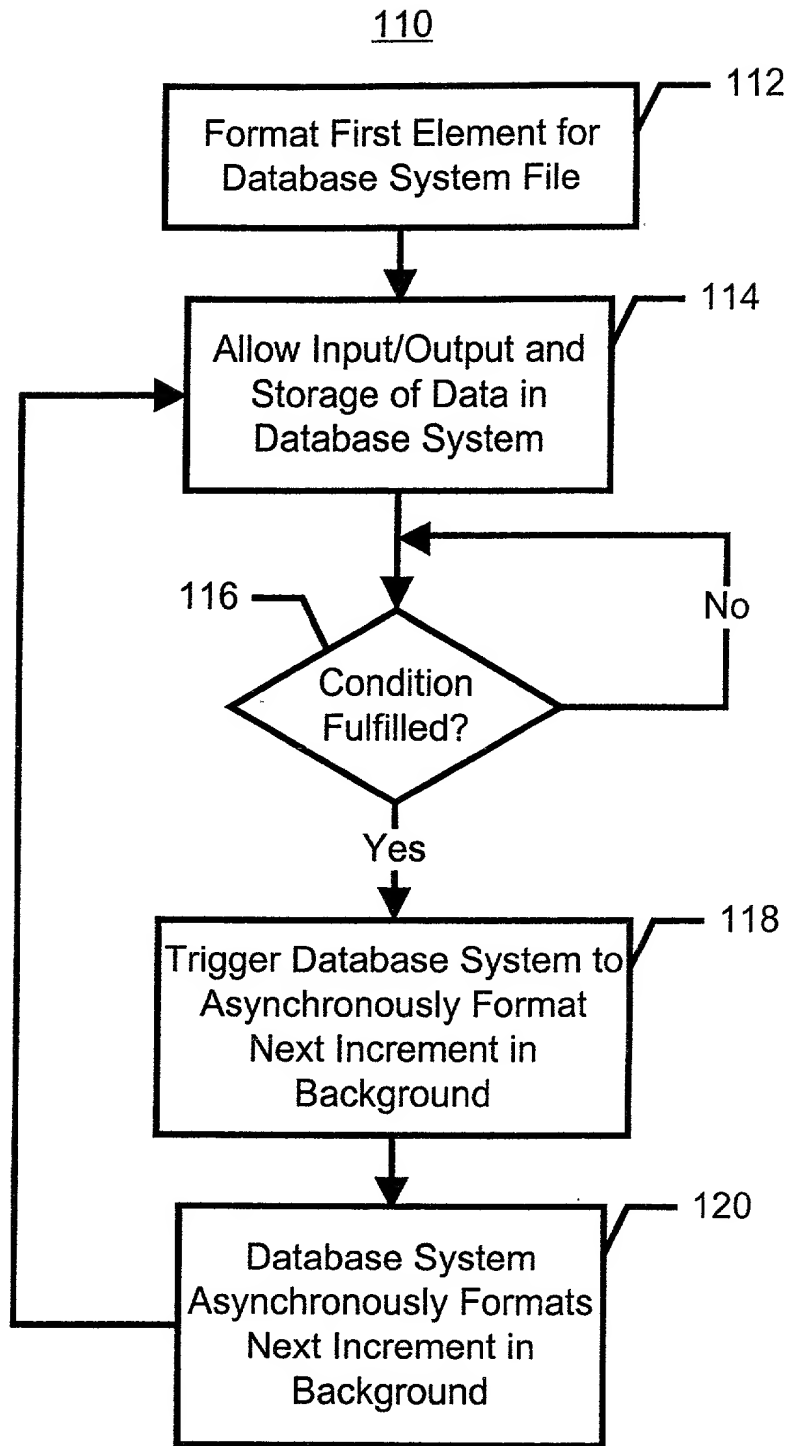 110
112
Format First Element for
Database System File
114
Allow Input/Output and
Storage of Data in
Database System
116
No
Condition
Fulfilled?
Yes
118
Trigger Database System to
Asynchronously Format
Next Increment in
Background
120
Database System
Asynchronously Formats
Next Increment in
Background